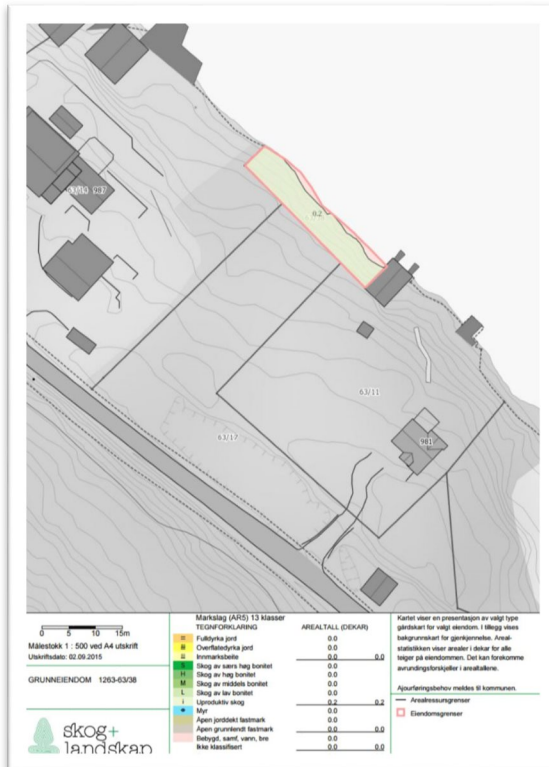 63/14 987
0.2
63/11
981
63/17
0 5 10 15m
Målestokk 1 : 500 ved A4 utskrift
Utskriftsdato: 02.09.2015
GRUNNEIENDOM 1263-63/38
skog+
landskap
Markslag (AR5) 13 klasser
TEGNFORKLARING AREALTALL (DEKAR)
Fulldyrka jord 0.0
Overflatedyrka jord 0.0
Innmarksbeite 0.0 0.0
S Skog av særs høg bonitet 0.0
H Skog av høg bonitet 0.0
M Skog av middels bonitet 0.0
L Skog av lav bonitet 0.0
i Uproduktiv skog 0.2 0.2
Myr 0.0
Åpen jorddekt fastmark 0.0
Åpen grunnlendt fastmark 0.0 0.0
Bebygd, samf, vann, bre 0.0
Ikke klassifisert 0.0 0.0
Kartet viser en presentasjon av valgt type
gårdskart for valgt eiendom. I tillegg vises
bakgrunnskart for gjenkjennelse. Areal-
statistikken viser arealer i dekar for alle
teiger på eiendommen. Det kan forekomme
avrundingsforskjeller i arealtallene.
Ajourføringsbehov meldes til kommunen.
Arealressursgrenser
Eiendomsgrenser